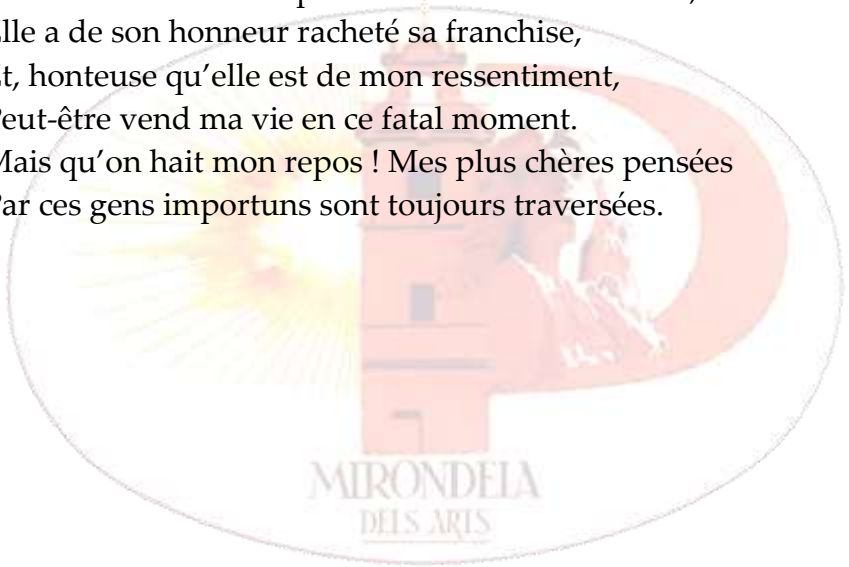 lle a de son honneur racheté sa franchise,
t, honteuse qu’elle est de mon ressentiment,
eut-être vend ma vie en ce fatal moment.
Mais qu’on hait mon repos ! Mes plus chères pensées
ar ces gens importuns sont toujours traversées.
MIRONDELA
DELS ARTS